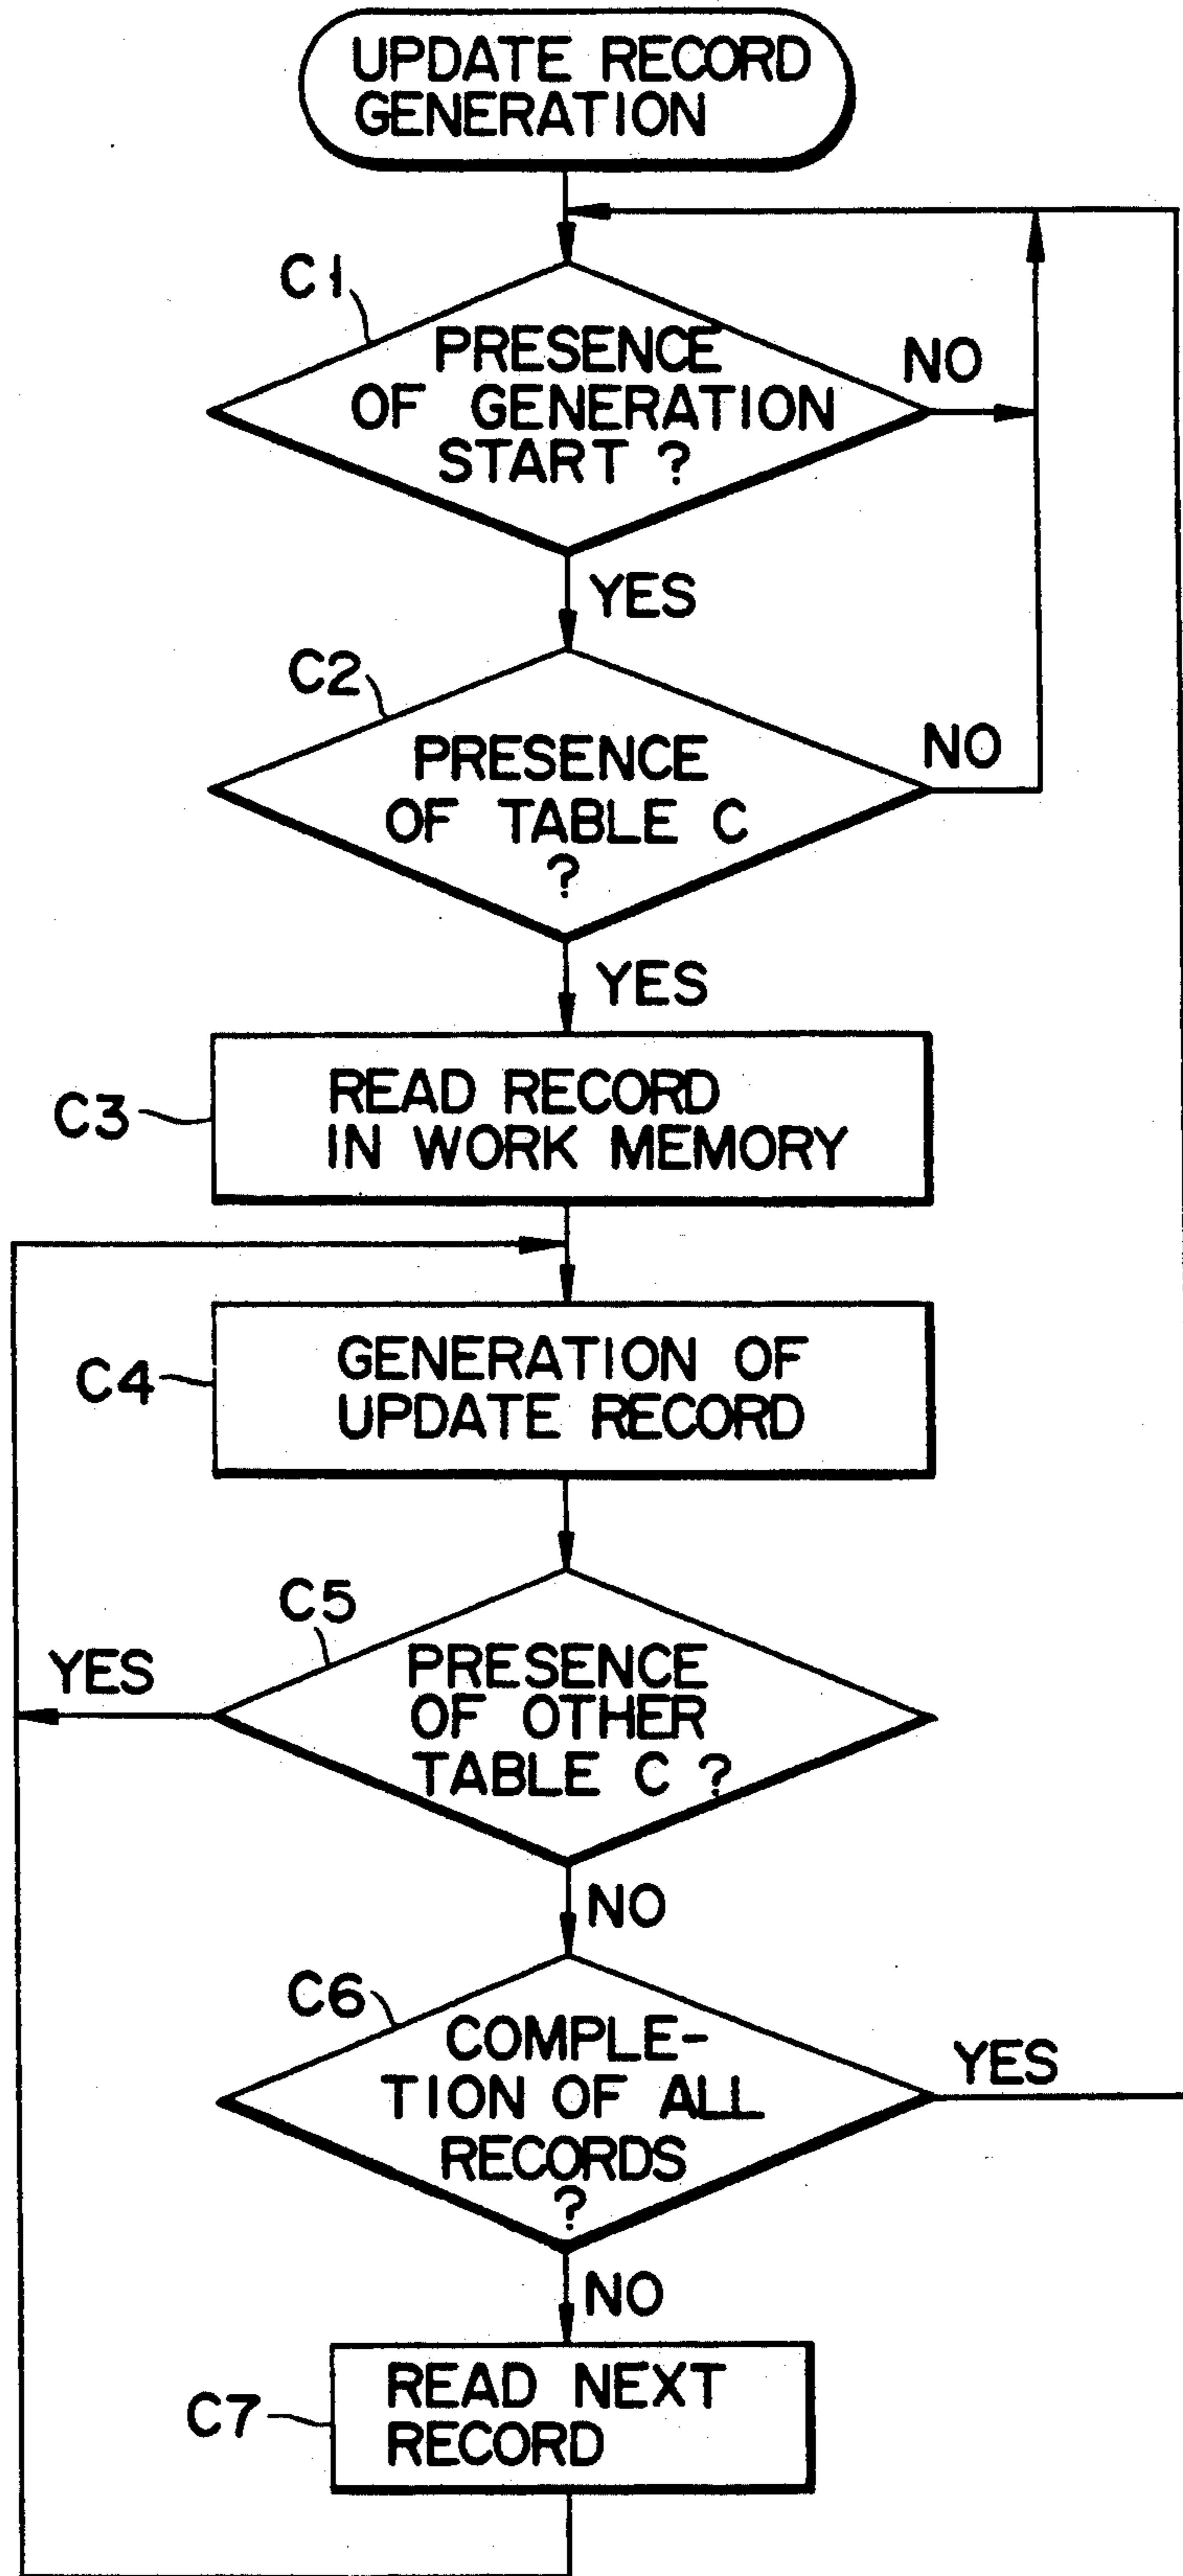 UPDATE RECORD
GENERATION
C1
PRESENCE
OF GENERATION
START ?
NO
YES
C2
PRESENCE
OF TABLE C
?
NO
YES
C3
READ RECORD
IN WORK MEMORY
C4
GENERATION OF
UPDATE RECORD
C5
PRESENCE
OF OTHER
TABLE C ?
YES
NO
C6
COMPLE-
TION OF ALL
RECORDS
?
YES
NO
C7
READ NEXT
RECORD